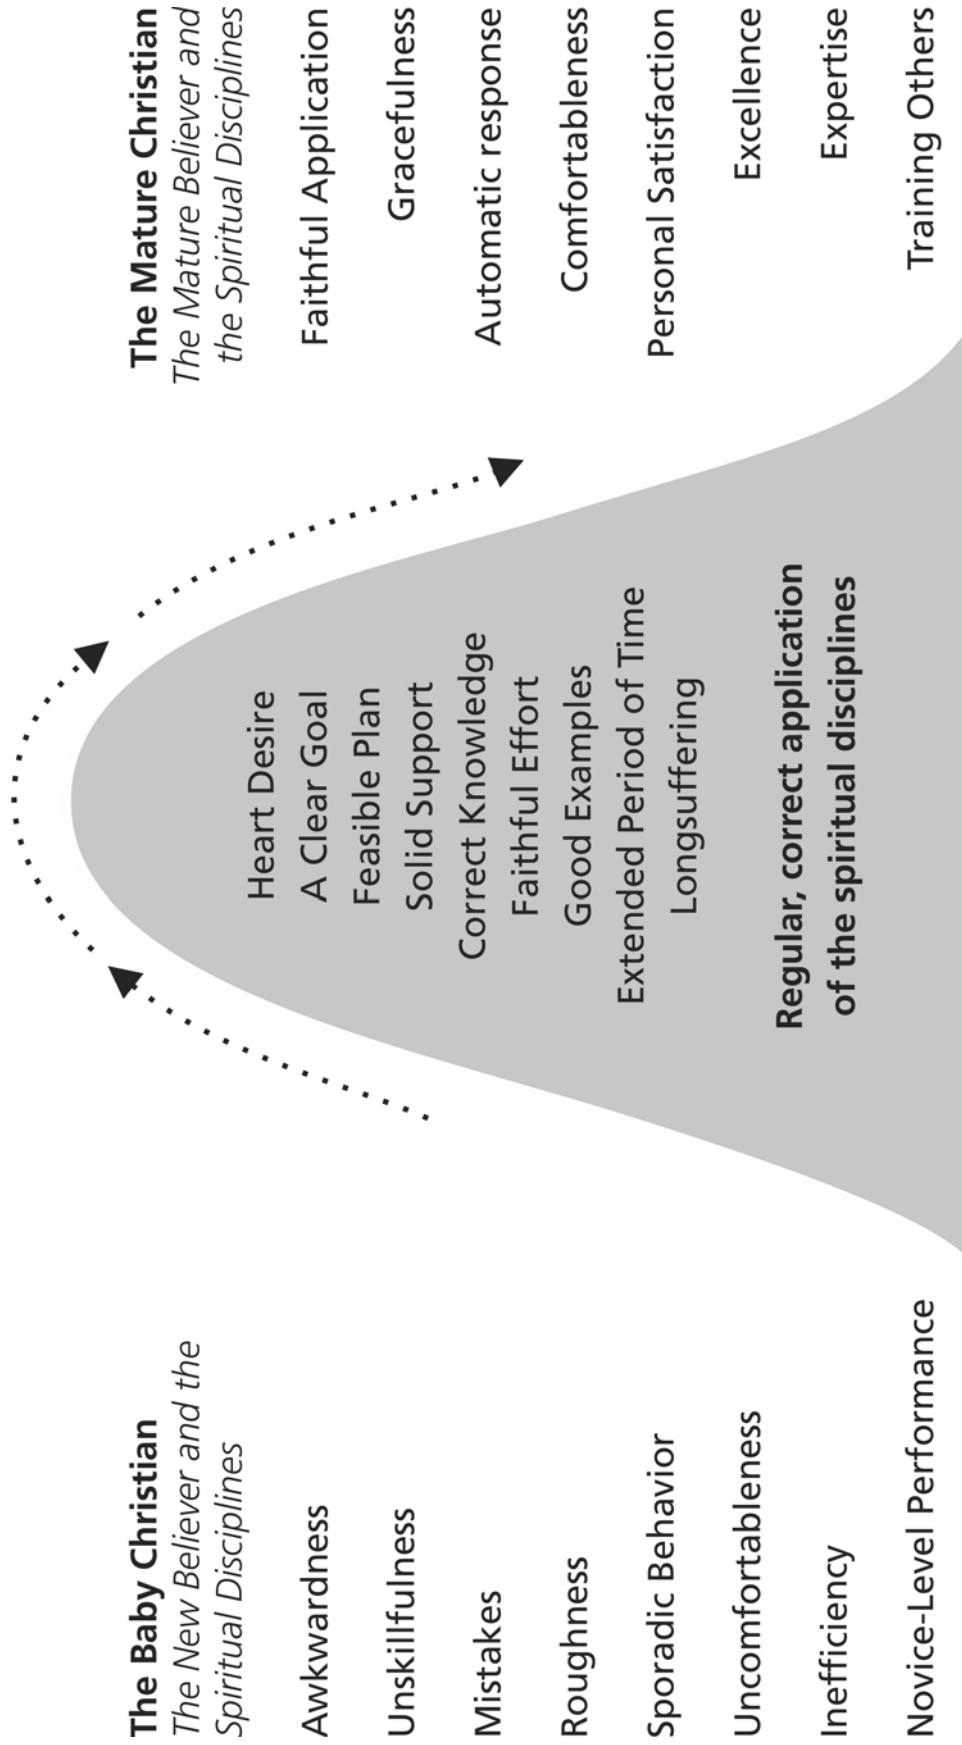 The Baby Christian
The New Believer and the
Spiritual Disciplines
Awkwardness
Unskillfulness
Mistakes
Roughness
Sporadic Behavior
Uncomfortableness
Inefficiency
Novice-Level Performance
Heart Desire
A Clear Goal
Feasible Plan
Solid Support
Correct Knowledge
Faithful Effort
Good Examples
Extended Period of Time
Longsuffering
Regular, correct application
of the spiritual disciplines
The Mature Christian
The Mature Believer and
the Spiritual Disciplines
Faithful Application
Gracefulness
Automatic response
Comfortableness
Personal Satisfaction
Excellence
Expertise
Training Others